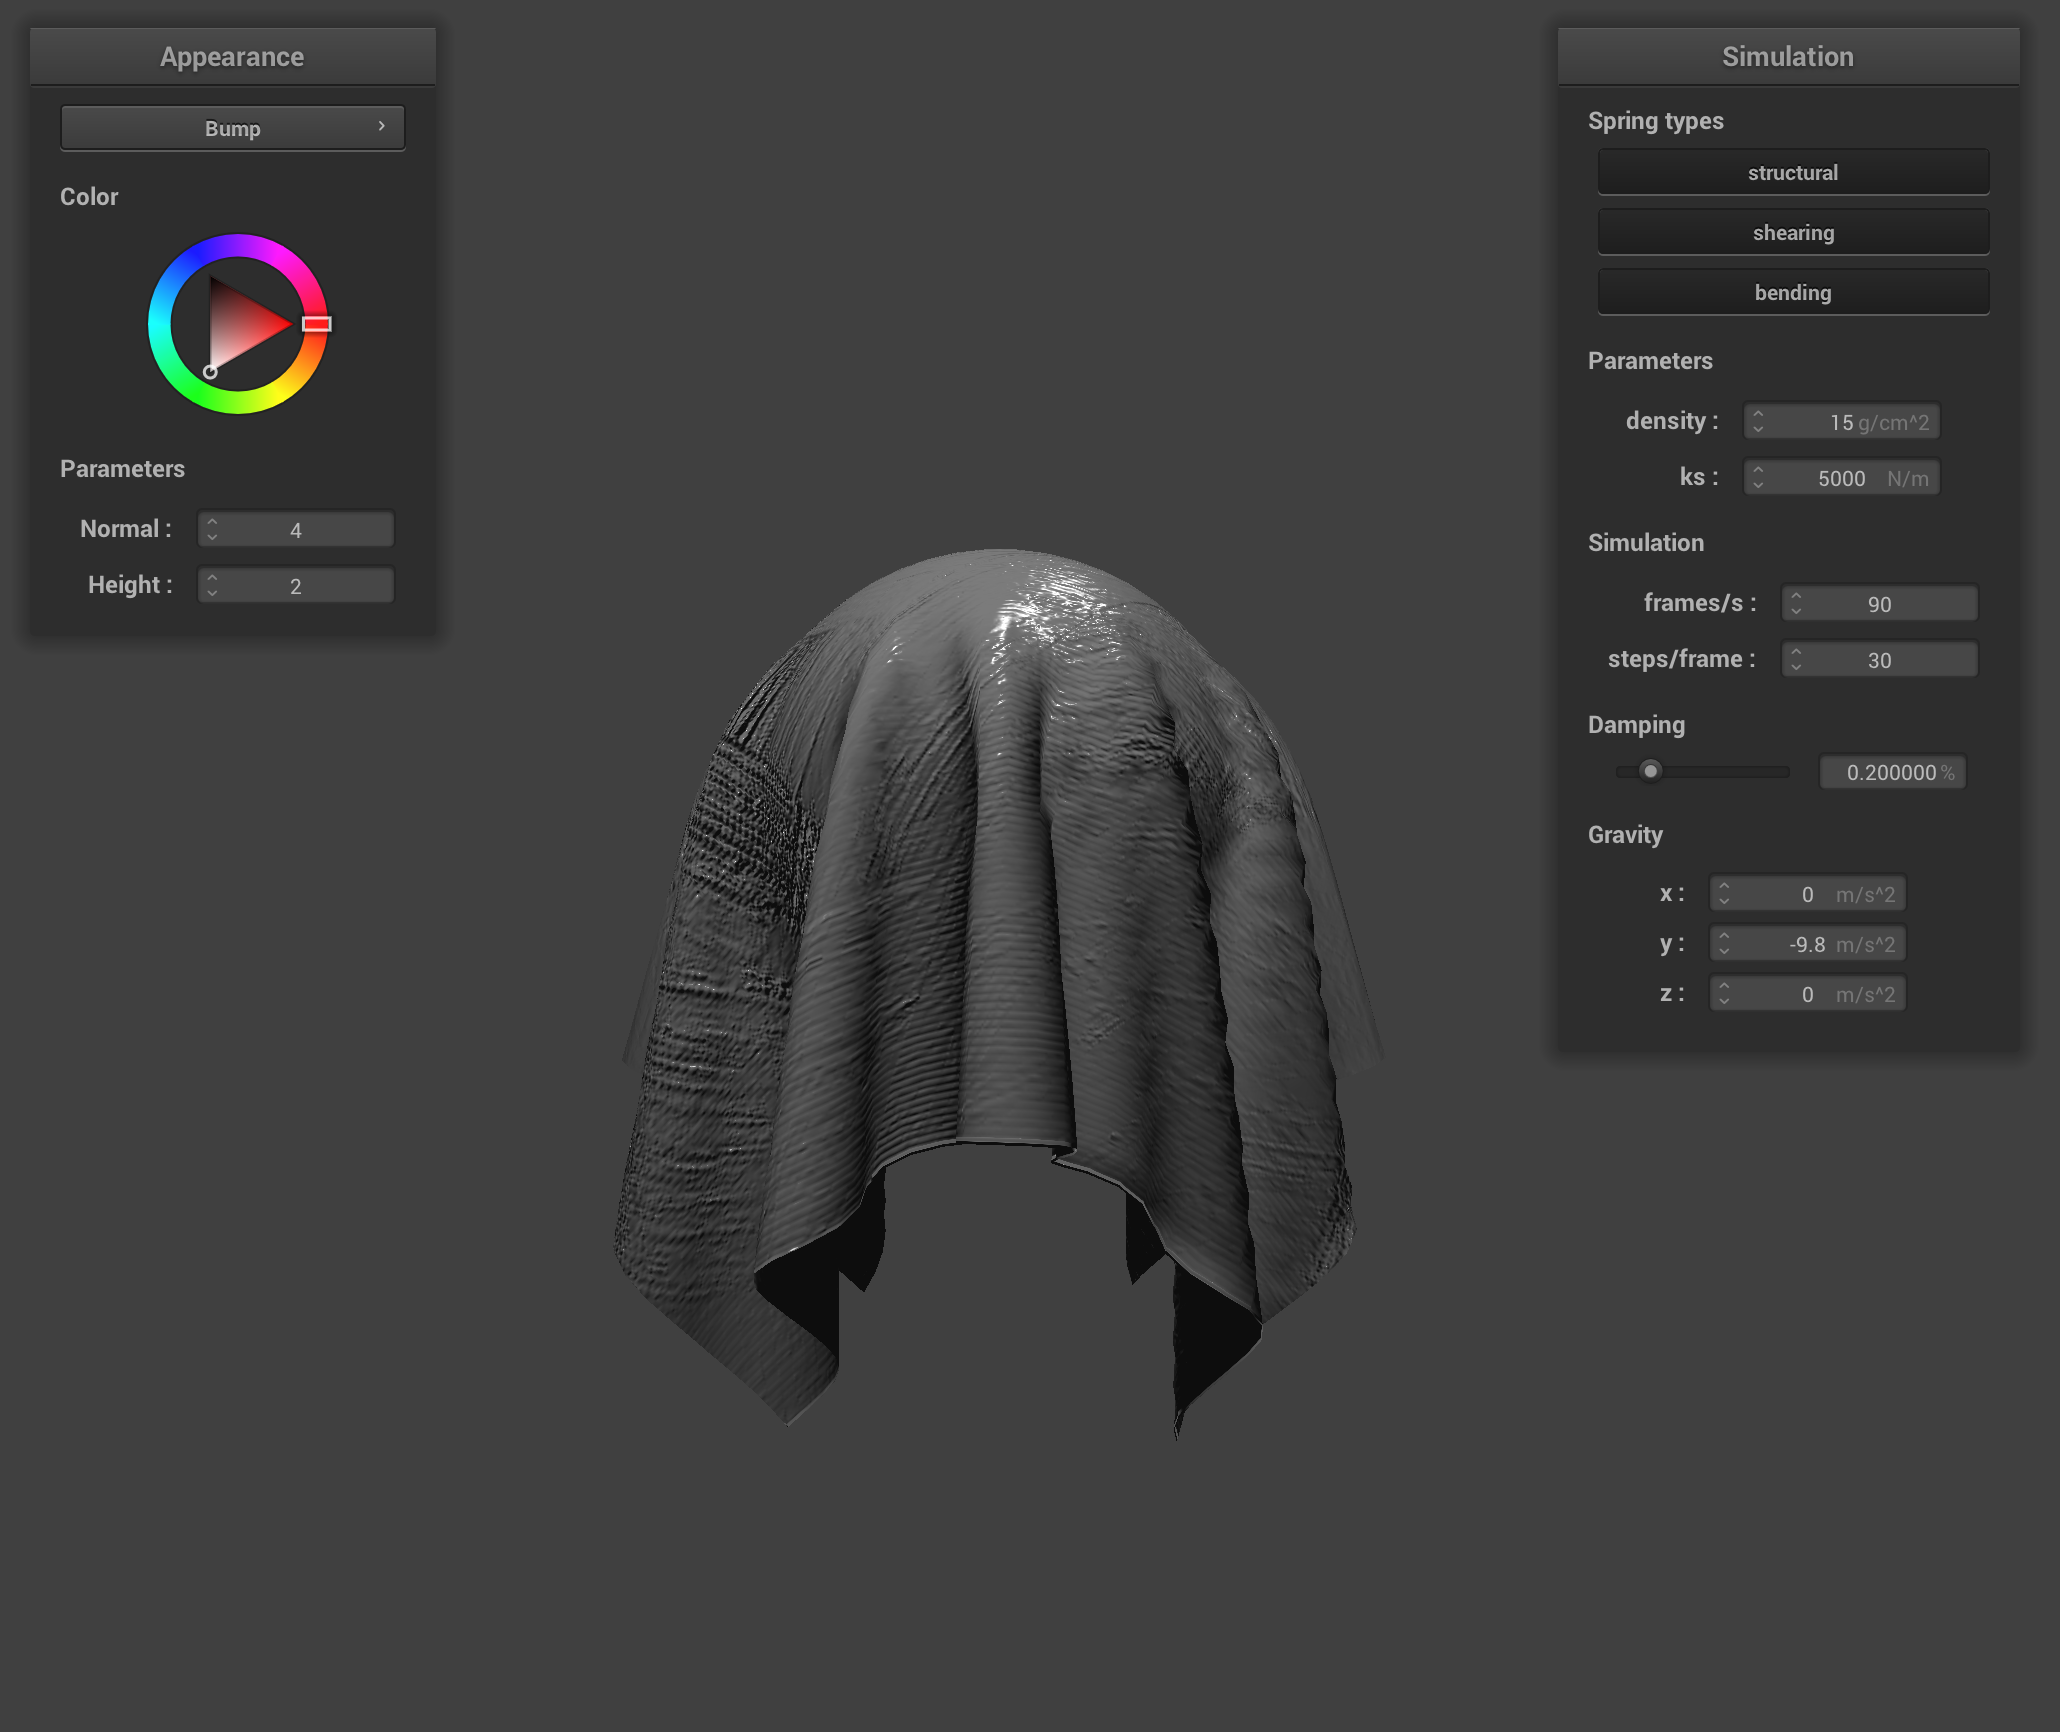 Appearance
Bump
Color
Parameters
Normal : 4
Height : 2
Simulation
Spring types
structural
shearing
bending
Parameters
density : 15 g/cm^2
ks : 5000 N/m
Simulation
frames/s : 90
steps/frame : 30
Damping
0.200000 %
Gravity
x : 0 m/s^2
y : -9.8 m/s^2
z : 0 m/s^2